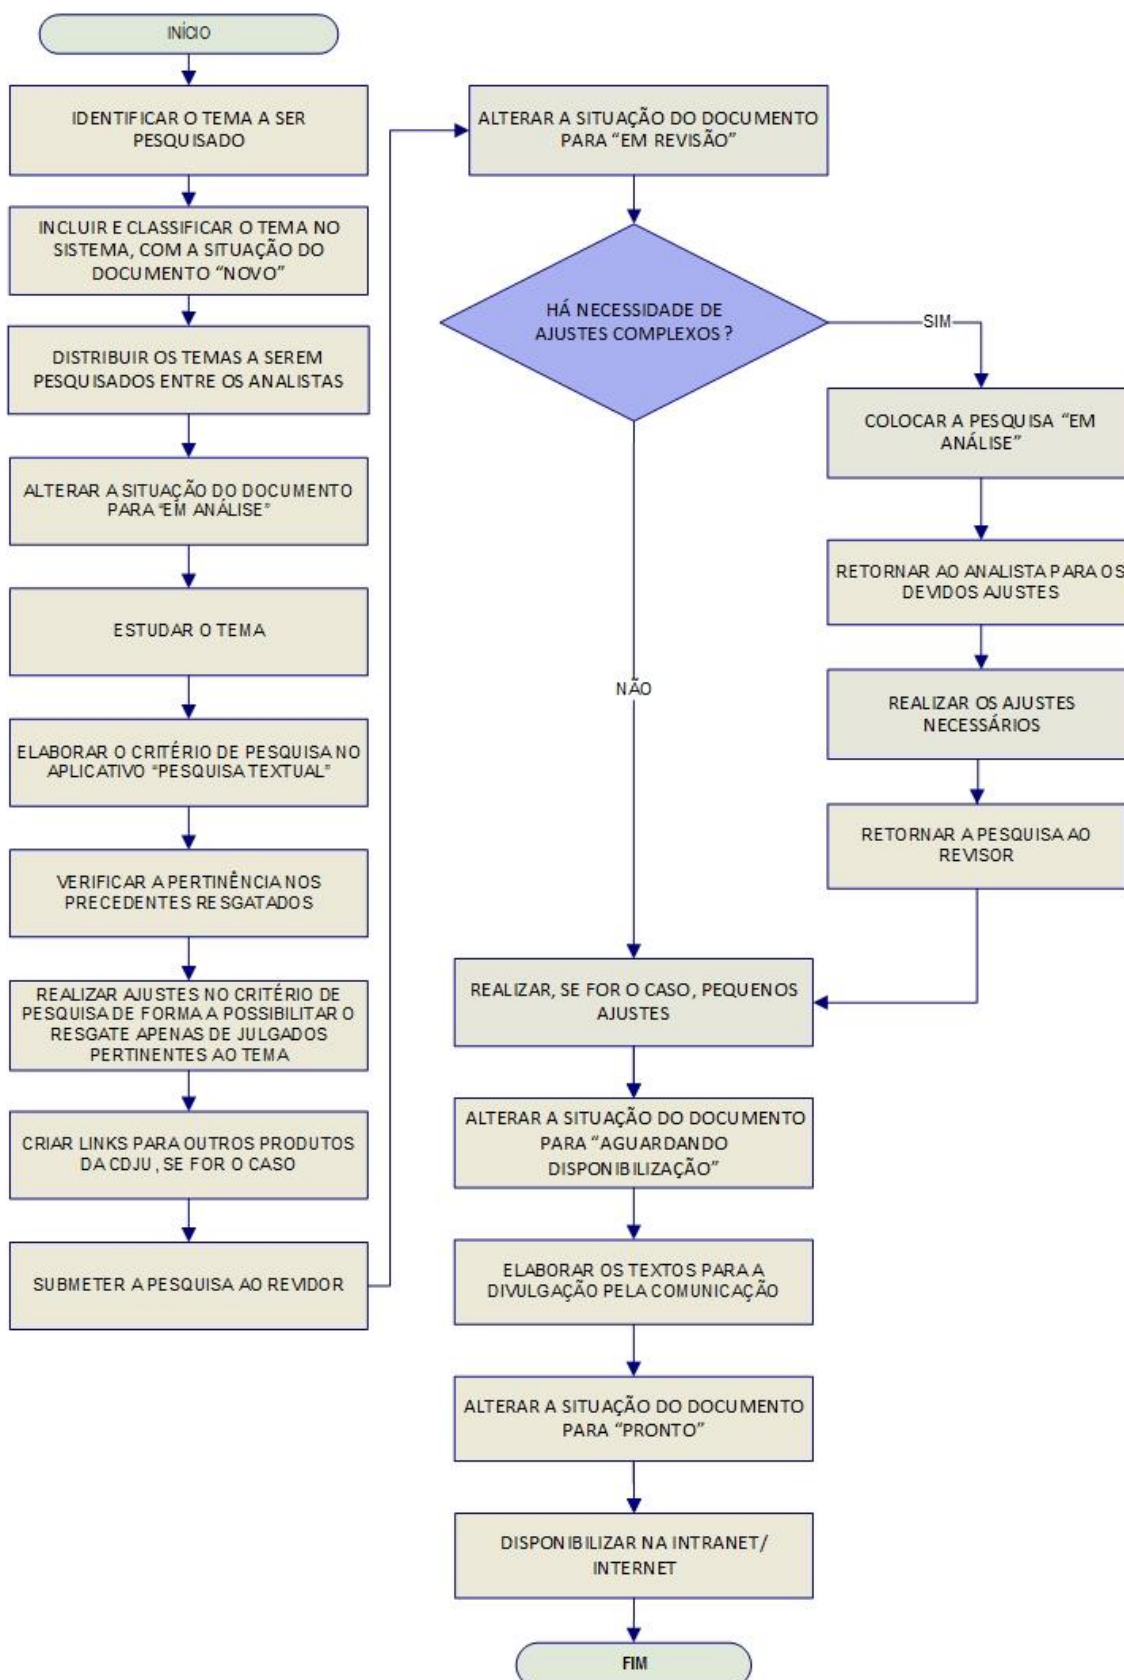 INÍCIO
IDENTIFICAR O TEMA A SER
PESQUISADO
INCLUIR E CLASSIFICAR O TEMA NO
SISTEMA, COM A SITUAÇÃO DO
DOCUMENTO “NOVO”
DISTRIBUIR OS TEMAS A SEREM
PESQUISADOS ENTRE OS ANALISTAS
ALTERAR A SITUAÇÃO DO DOCUMENTO
PARA “EM ANÁLISE”
ESTUDAR O TEMA
ELABORAR O CRITÉRIO DE PESQUISA NO
APLICATIVO “PESQUISA TEXTUAL”
VERIFICAR A PERTINÊNCIA NOS
PRECEDENTES RESGATADOS
REALIZAR AJUSTES NO CRITÉRIO DE
PESQUISA DE FORMA A POSSIBILITAR O
RESGATE APENAS DE JULGADOS
PERTINENTES AO TEMA
CRIAR LINKS PARA OUTROS PRODUTOS
DA CDJU, SE FOR O CASO
SUBMETER A PESQUISA AO REVIDOR
ALTERAR A SITUAÇÃO DO DOCUMENTO
PARA “EM REVISÃO”
HÁ NECESSIDADE DE
AJUSTES COMPLEXOS ?
SIM
COLOCAR A PESQUISA “EM
ANÁLISE”
RETORNAR AO ANALISTA PARA OS
DEVIDOS AJUSTES
REALIZAR OS AJUSTES
NECESSÁRIOS
RETORNAR A PESQUISA AO
REVISOR
NÃO
REALIZAR, SE FOR O CASO, PEQUENOS
AJUSTES
ALTERAR A SITUAÇÃO DO DOCUMENTO
PARA “AGUARDANDO
DISPONIBILIZAÇÃO”
ELABORAR OS TEXTOS PARA A
DIVULGAÇÃO PELA COMUNICAÇÃO
ALTERAR A SITUAÇÃO DO DOCUMENTO
PARA “PRONTO”
DISPONIBILIZAR NA INTRANET/
INTERNET
FIM